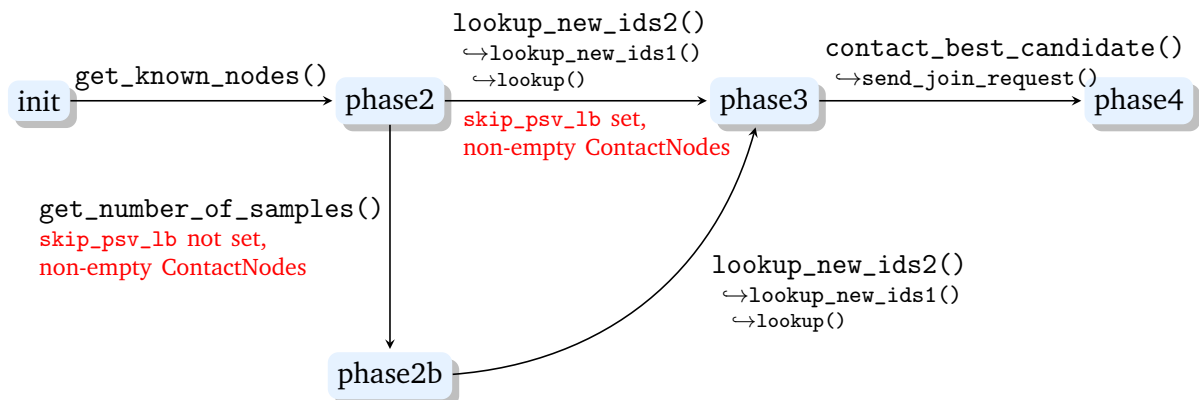 init
get_known_nodes()
phase2
lookup_new_ids2()
↪lookup_new_ids1()
↪lookup()
skip_psv_lb set,
non-empty ContactNodes
phase3
contact_best_candidate()
↪send_join_request()
phase4
get_number_of_samples()
skip_psv_lb not set,
non-empty ContactNodes
lookup_new_ids2()
↪lookup_new_ids1()
↪lookup()
phase2b